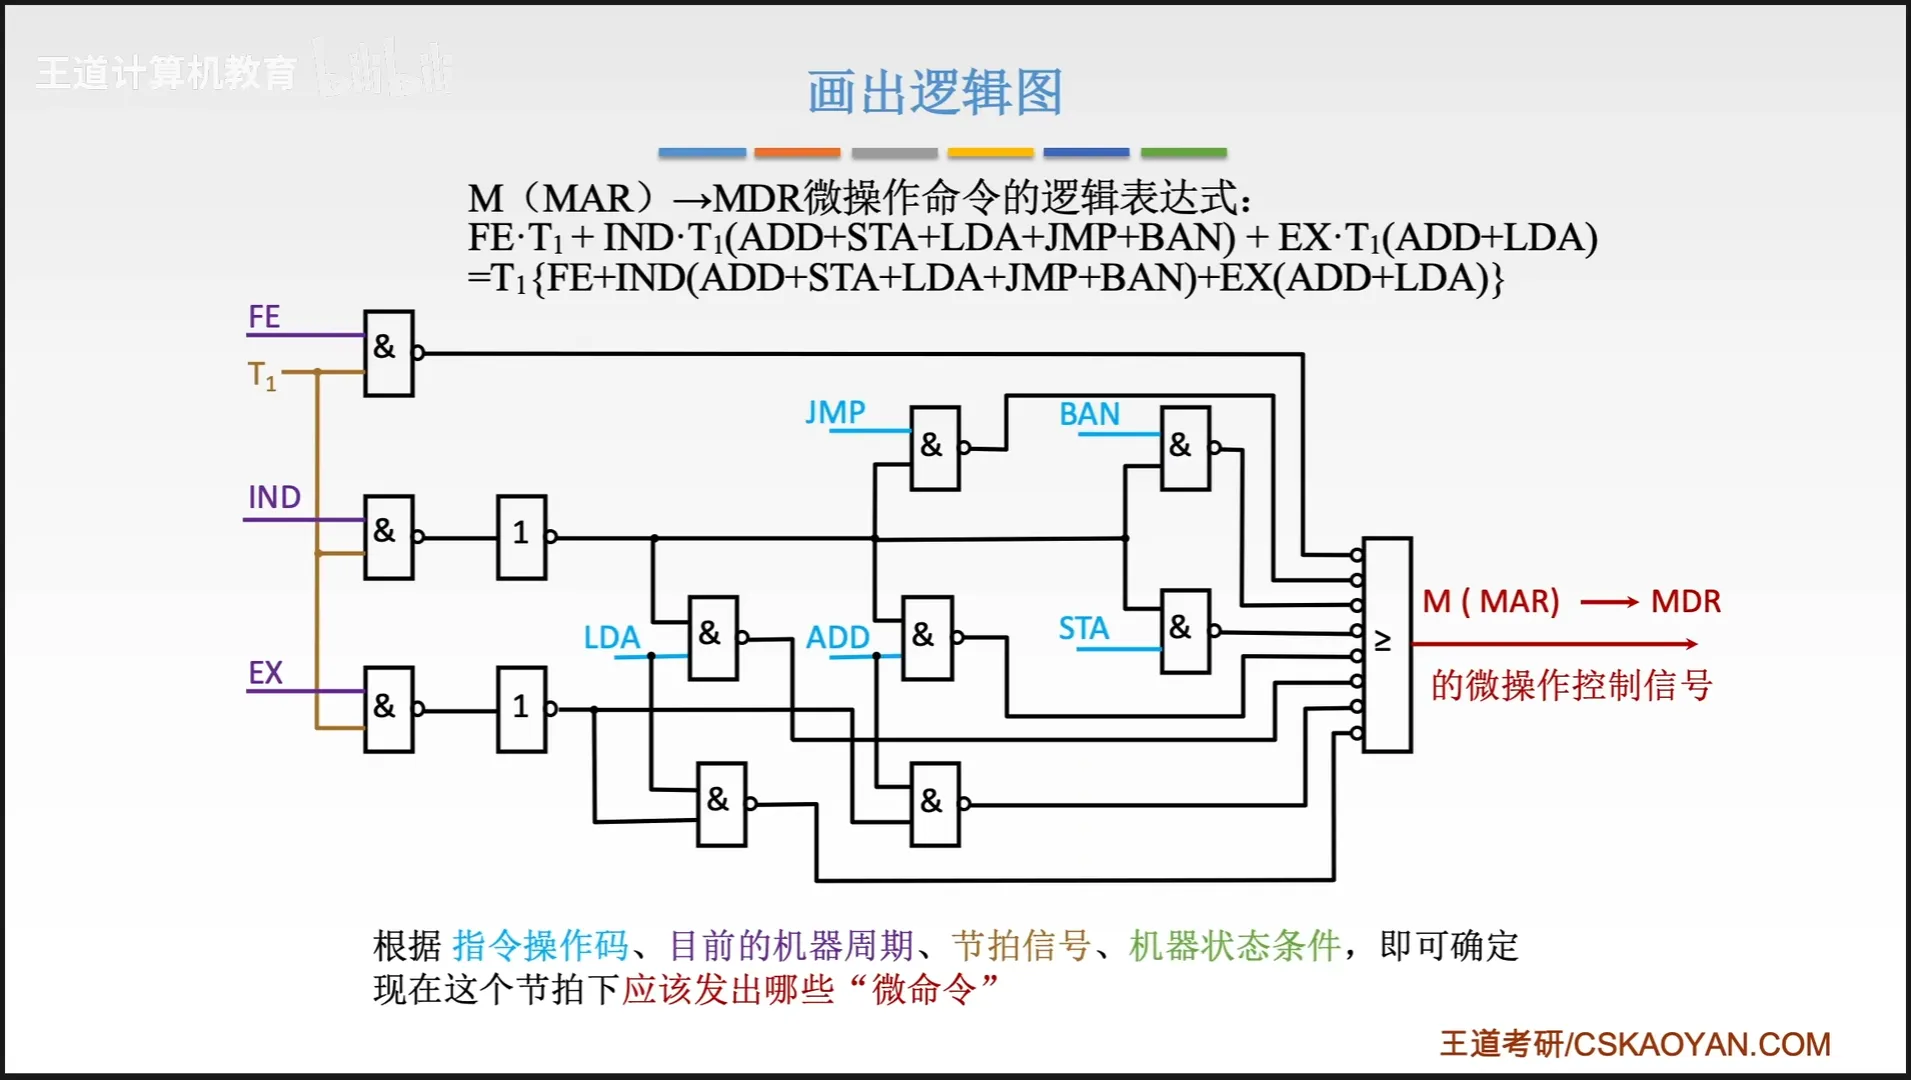 王道计算机教育 bilibili
画出逻辑图
M（MAR）→MDR微操作命令的逻辑表达式：
FE·T₁ + IND·T₁(ADD+STA+LDA+JMP+BAN) + EX·T₁(ADD+LDA)
=T₁{FE+IND(ADD+STA+LDA+JMP+BAN)+EX(ADD+LDA)}
FE
&
T₁
JMP
&
BAN
&
IND
&
1
M ( MAR) → MDR
LDA
&
ADD
&
STA
&
≥
的微操作控制信号
EX
&
1
&
&
根据 指令操作码、目前的机器周期、节拍信号、机器状态条件，即可确定
现在这个节拍下应该发出哪些“微命令”
王道考研/CSKAOYAN.COM